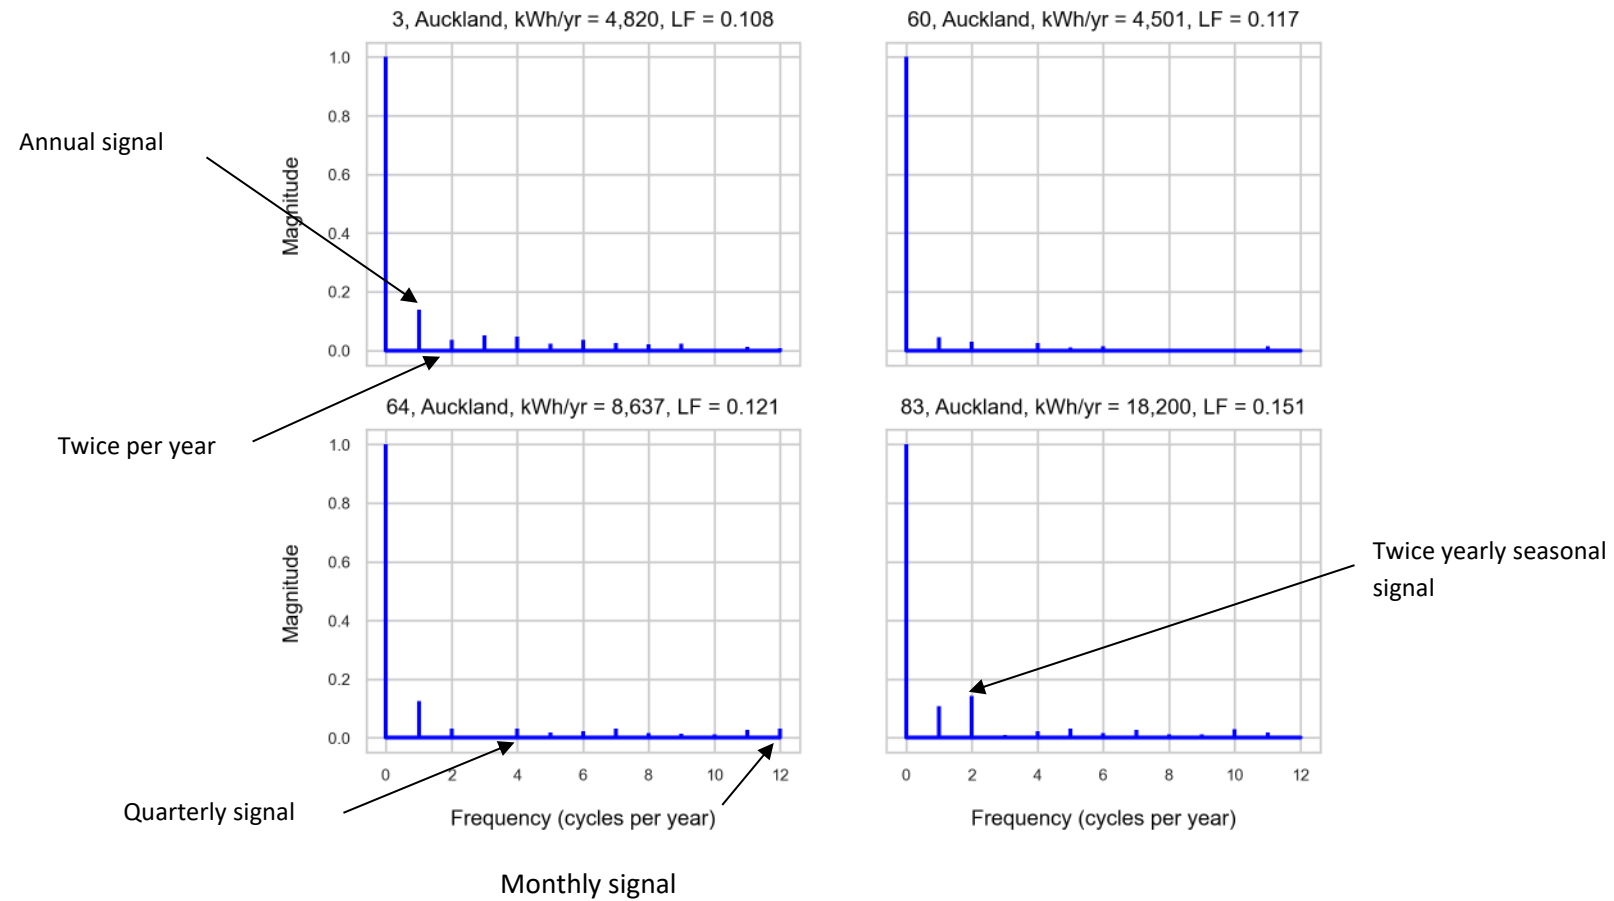 3, Auckland, kWh/yr = 4,820, LF = 0.108
60, Auckland, kWh/yr = 4,501, LF = 0.117
1.0
0.8
0.6
0.4
0.2
0.0
Magnitude
Annual signal
Twice per year
64, Auckland, kWh/yr = 8,637, LF = 0.121
83, Auckland, kWh/yr = 18,200, LF = 0.151
1.0
0.8
0.6
0.4
0.2
0.0
Magnitude
Twice yearly seasonal
signal
0 2 4 6 8 10 12
0 2 4 6 8 10 12
Quarterly signal
Frequency (cycles per year)
Frequency (cycles per year)
Monthly signal